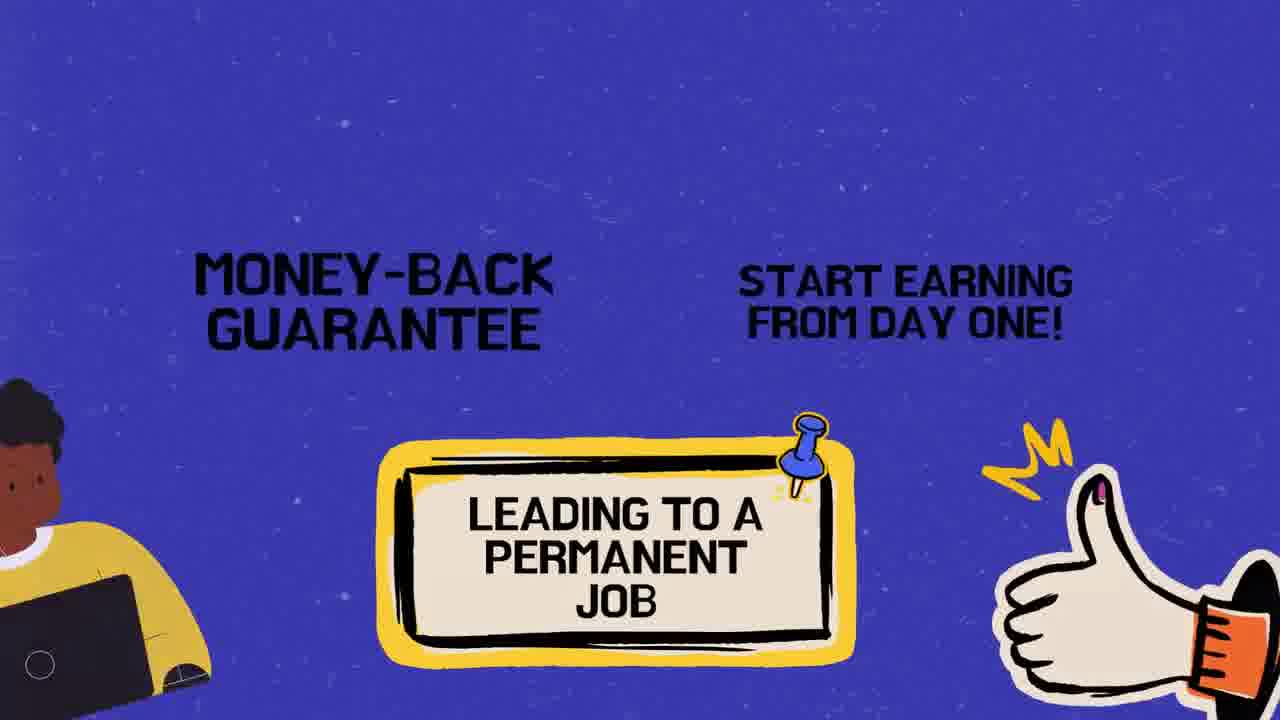 MONEY-BACK
GUARANTEE
START EARNING
FROM DAY ONE!
LEADING TO A
PERMANENT
JOB